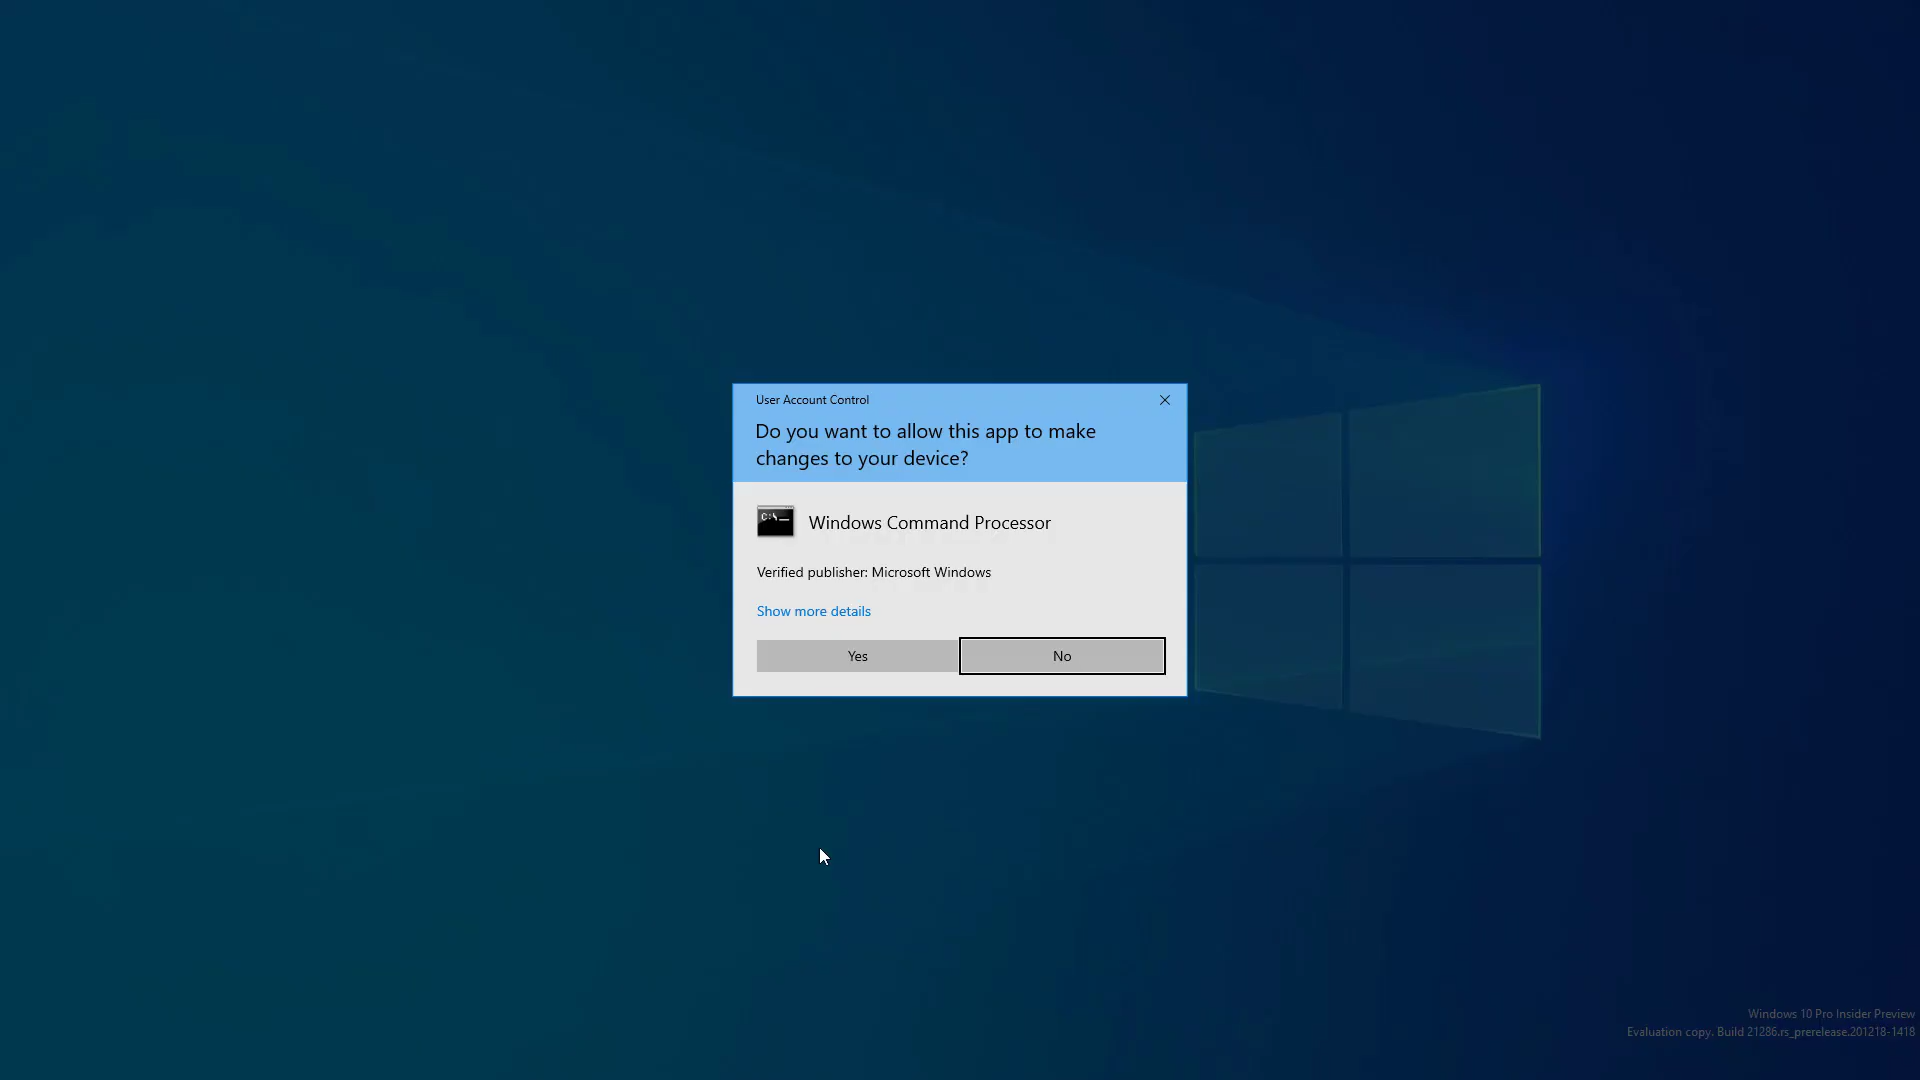 User Account Control
Do you want to allow this app to make
changes to your device?
C:\_
Windows Command Processor
Verified publisher: Microsoft Windows
Show more details
Yes
No
Windows 10 Pro Insider Preview
Evaluation copy. Build 21286.rs_prerelease.201218-1418